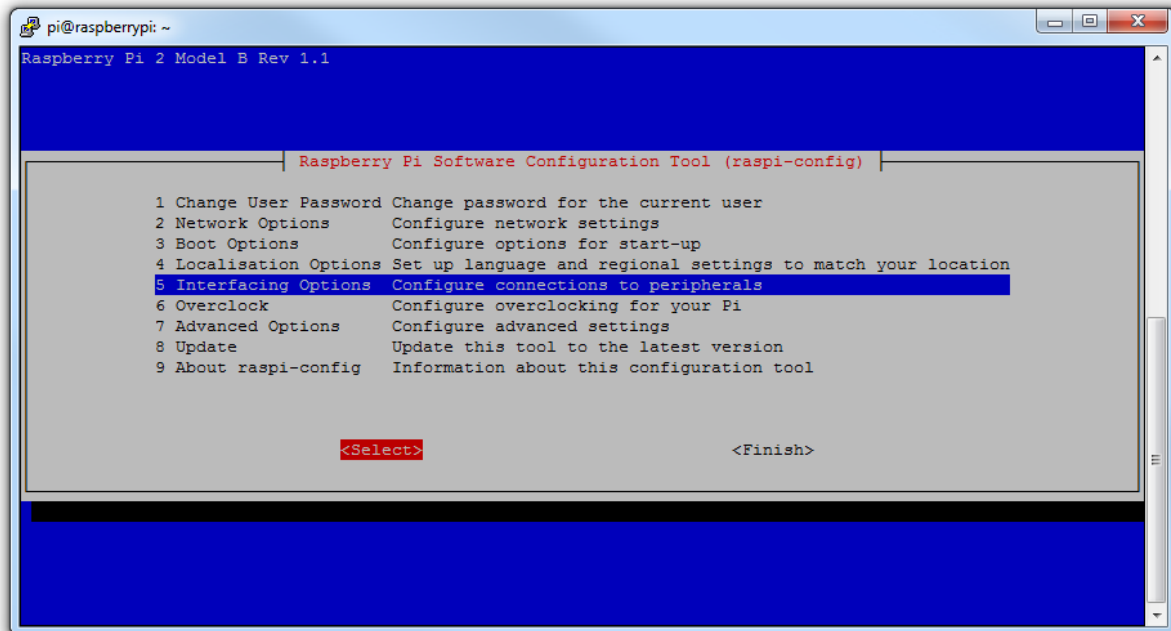 pi@raspberrypi: ~
Raspberry Pi 2 Model B Rev 1.1
Raspberry Pi Software Configuration Tool (raspi-config)
1 Change User Password Change password for the current user
2 Network Options Configure network settings
3 Boot Options Configure options for start-up
4 Localisation Options Set up language and regional settings to match your location
5 Interfacing Options Configure connections to peripherals
6 Overclock Configure overclocking for your Pi
7 Advanced Options Configure advanced settings
8 Update Update this tool to the latest version
9 About raspi-config Information about this configuration tool
<Select> <Finish>